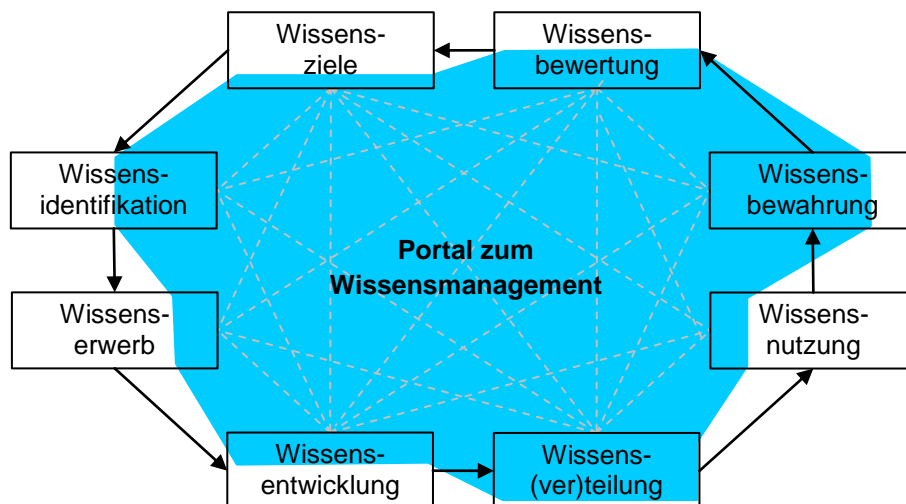 Wissens-
ziele
Wissens-
bewertung
Wissens-
identifikation
Wissens-
bewahrung
Portal zum
Wissensmanagement
Wissens-
erwerb
Wissens-
nutzung
Wissens-
entwicklung
Wissens-
(ver)teilung